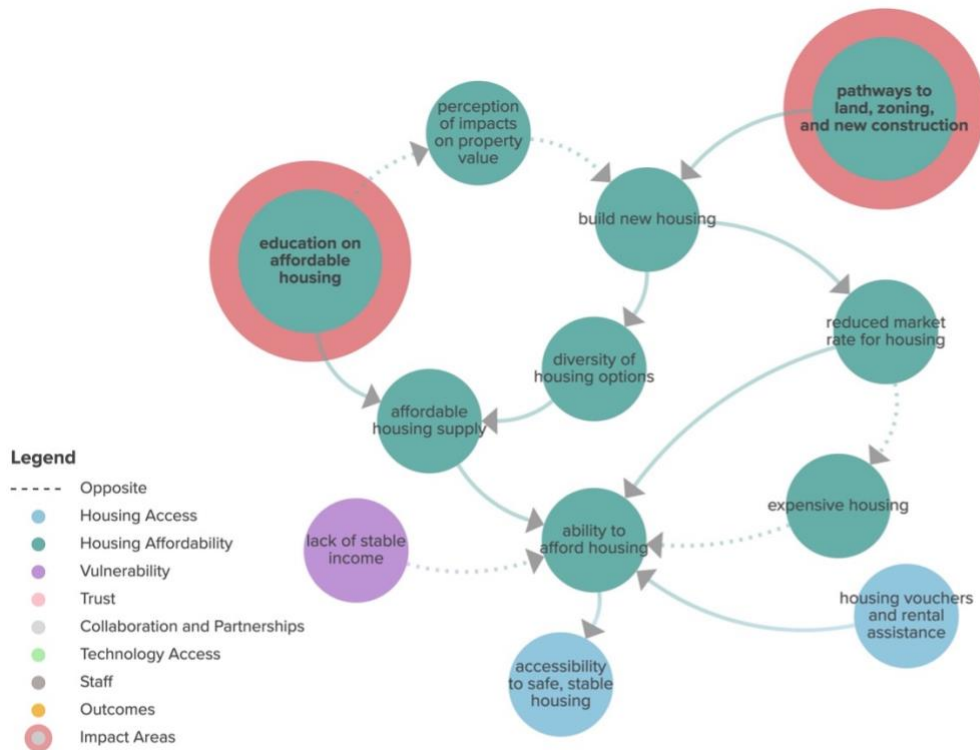 perception
of impacts
on property
value
pathways to
land, zoning,
and new construction
build new housing
education on
affordable
housing
reduced market
rate for housing
diversity of
housing options
affordable
housing supply
expensive housing
ability to
afford housing
lack of stable
income
housing vouchers
and rental
assistance
accessibility
to safe, stable
housing
Legend
Opposite
Housing Access
Housing Affordability
Vulnerability
Trust
Collaboration and Partnerships
Technology Access
Staff
Outcomes
Impact Areas